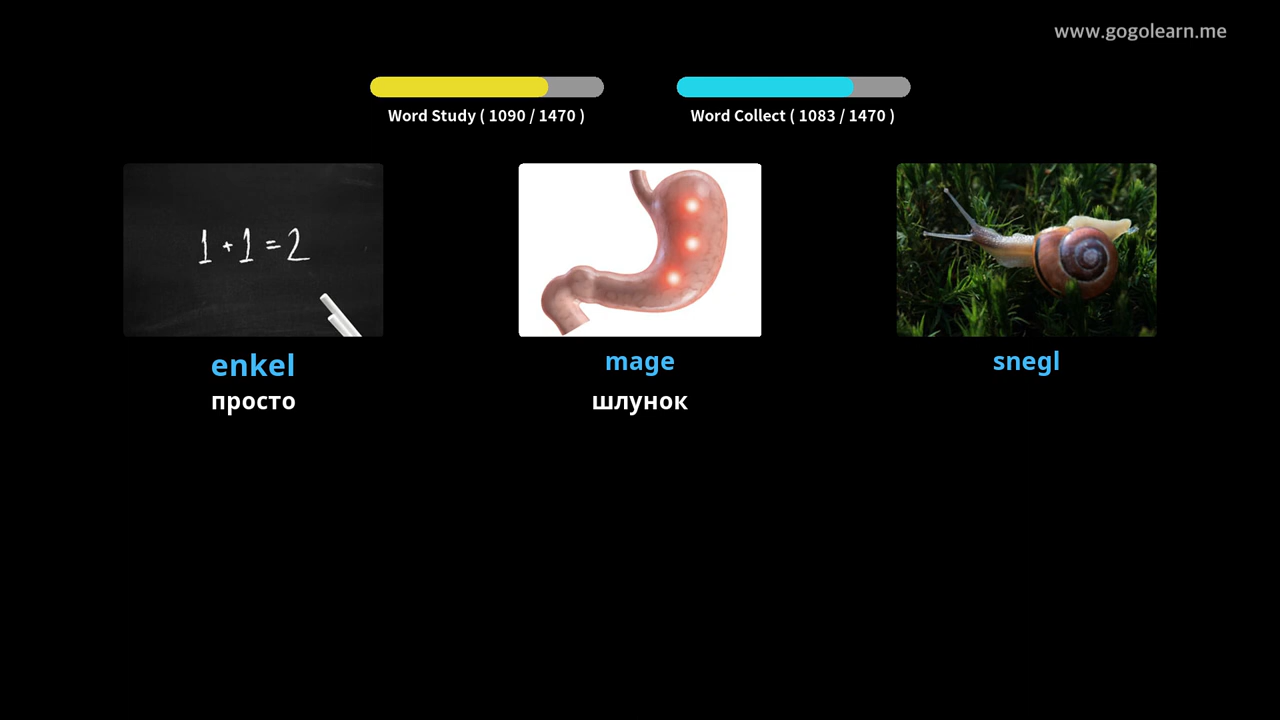 www.gogolearn.me
Word Study ( 1090 / 1470 )
Word Collect ( 1083 / 1470 )
1 + 1 = 2
enkel
просто
mage
шлунок
snegl